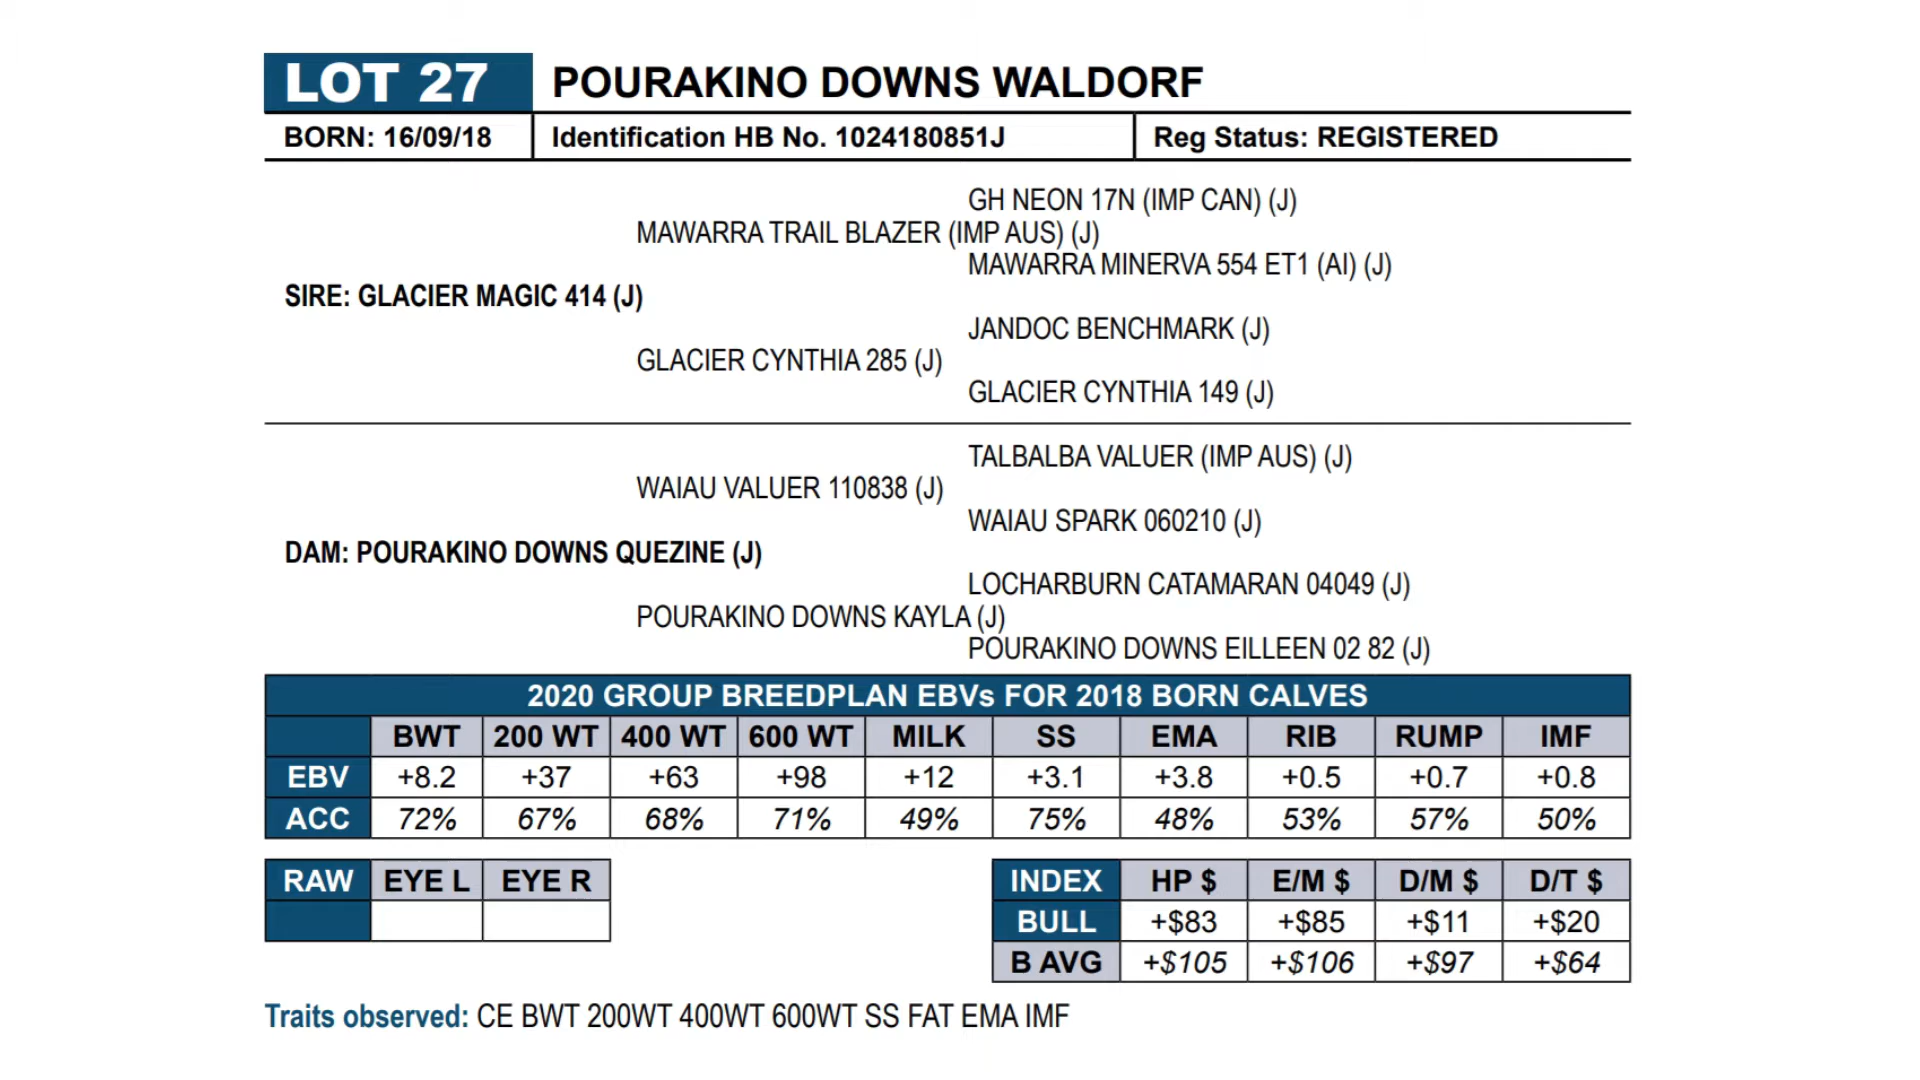 LOT 27 POURAKINO DOWNS WALDORF
BORN: 16/09/18 Identification HB No. 1024180851J Reg Status: REGISTERED
GH NEON 17N (IMP CAN) (J)
MAWARRA TRAIL BLAZER (IMP AUS) (J)
MAWARRA MINERVA 554 ET1 (AI) (J)
SIRE: GLACIER MAGIC 414 (J)
JANDOC BENCHMARK (J)
GLACIER CYNTHIA 285 (J)
GLACIER CYNTHIA 149 (J)
TALBALBA VALUER (IMP AUS) (J)
WAIAU VALUER 110838 (J)
WAIAU SPARK 060210 (J)
DAM: POURAKINO DOWNS QUEZINE (J)
LOCHARBURN CATAMARAN 04049 (J)
POURAKINO DOWNS KAYLA (J)
POURAKINO DOWNS EILLEEN 02 82 (J)
2020 GROUP BREEDPLAN EBVs FOR 2018 BORN CALVES
BWT 200 WT 400 WT 600 WT MILK SS EMA RIB RUMP IMF
EBV +8.2 +37 +63 +98 +12 +3.1 +3.8 +0.5 +0.7 +0.8
ACC 72% 67% 68% 71% 49% 75% 48% 53% 57% 50%
RAW EYE L EYE R INDEX HP $ E/M $ D/M $ D/T $
BULL +$83 +$85 +$11 +$20
B AVG +$105 +$106 +$97 +$64
Traits observed: CE BWT 200WT 400WT 600WT SS FAT EMA IMF